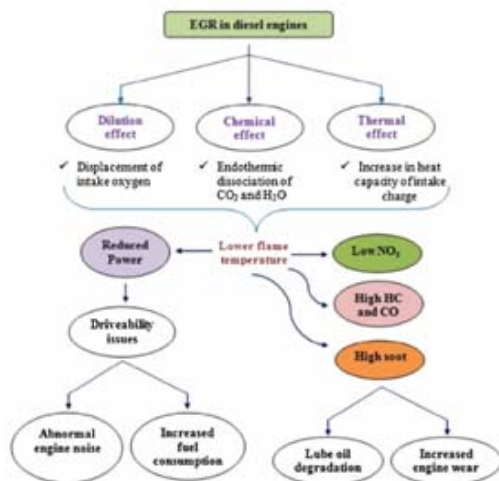 EGR in diesel engines
Dilution
effect
Chemical
effect
Thermal
effect
✓ Displacement of
intake oxygen
✓ Endothermic
dissociation of
CO₂ and H₂O
✓ Increase in heat
capacity of intake
charge
Reduced
Power
Lower flame
temperature
Low NOₓ
High HC
and CO
High soot
Driveability
issues
Abnormal
engine noise
Increased
fuel
consumption
Lube oil
degradation
Increased
engine wear